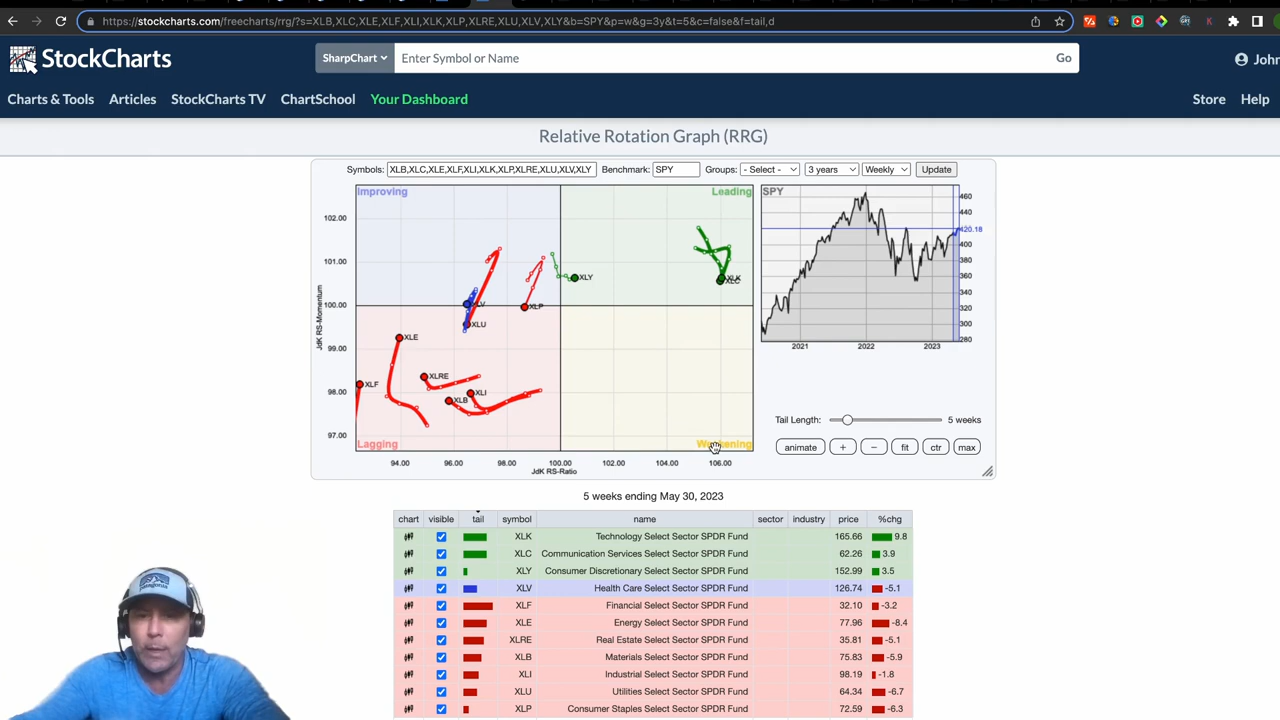 https://stockcharts.com/freecharts/rrg/?s=XLB,XLC,XLE,XLF,XLI,XLK,XLP,XLRE,XLU,XLV,XLY&b=SPY&p=w&g=3y&t=5&c=false&f=tail,d
StockCharts
SharpChart
Enter Symbol or Name
Go
John
Charts & Tools
Articles
StockCharts TV
ChartSchool
Your Dashboard
Store
Help
Relative Rotation Graph (RRG)
Symbols: XLB,XLC,XLE,XLF,XLI,XLK,XLP,XLRE,XLU,XLV,XLY Benchmark: SPY Groups: - Select - 3 years Weekly Update
Improving
Leading
SPY
102.00
101.00
100.00
99.00
98.00
97.00
JdK RS-Momentum
XLY
XLK
XLC
XLV
XLP
XLU
XLE
XLRE
XLF
XLI
XLB
Lagging
Weakening
94.00 96.00 98.00 100.00 102.00 104.00 106.00
JdK RS-Ratio
460
440
420.18
400
380
360
340
320
300
280
2021 2022 2023
Tail Length: 5 weeks
animate + − fit ctr max
5 weeks ending May 30, 2023
chart visible tail symbol name sector industry price %chg
XLK Technology Select Sector SPDR Fund 165.66 9.8
XLC Communication Services Select Sector SPDR Fund 62.26 3.9
XLY Consumer Discretionary Select Sector SPDR Fund 152.99 3.5
XLV Health Care Select Sector SPDR Fund 126.74 -5.1
XLF Financial Select Sector SPDR Fund 32.10 -3.2
XLE Energy Select Sector SPDR Fund 77.96 -8.4
XLRE Real Estate Select Sector SPDR Fund 35.81 -5.1
XLB Materials Select Sector SPDR Fund 75.83 -5.9
XLI Industrial Select Sector SPDR Fund 98.19 -1.8
XLU Utilities Select Sector SPDR Fund 64.34 -6.7
XLP Consumer Staples Select Sector SPDR Fund 72.59 -6.3